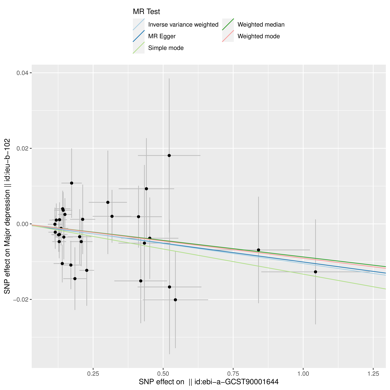 MR Test
Inverse variance weighted
Weighted median
MR Egger
Weighted mode
Simple mode
SNP effect on Major depression || id:ieu-b-102
0.04
0.02
0.00
-0.02
0.25
0.50
0.75
1.00
1.25
SNP effect on || id:ebi-a-GCST90001644